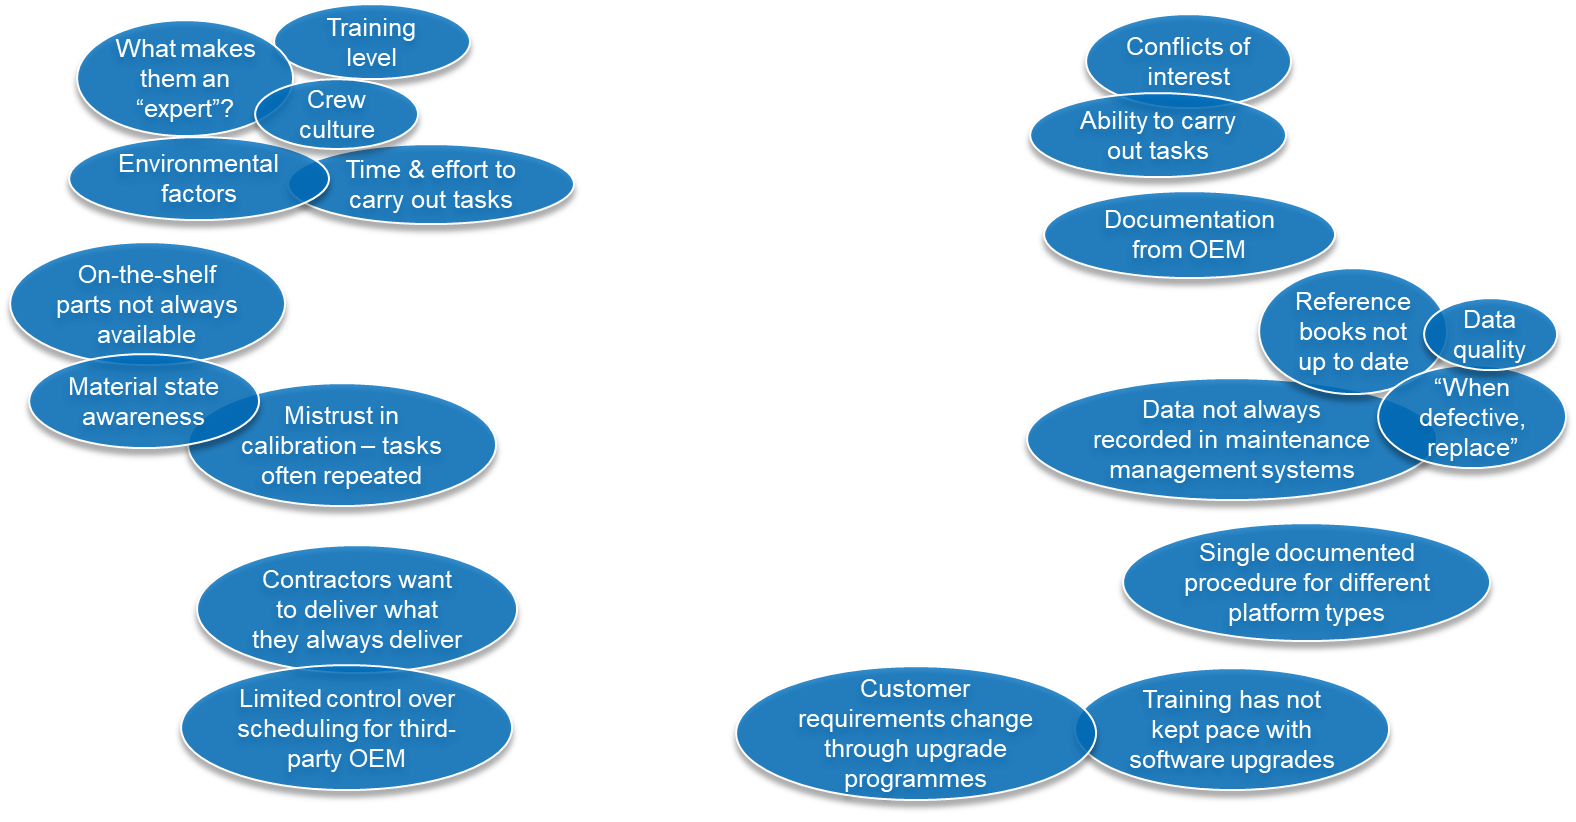 What makes
them an
“expert”?
Training
level
Crew
culture
Environmental
factors
Time & effort to
carry out tasks
On-the-shelf
parts not always
available
Material state
awareness
Mistrust in
calibration – tasks
often repeated
Contractors want
to deliver what
they always deliver
Limited control over
scheduling for third-
party OEM
Conflicts of
interest
Ability to carry
out tasks
Documentation
from OEM
Reference
books not
up to date
Data
quality
“When
defective,
replace”
Data not always
recorded in maintenance
management systems
Single documented
procedure for different
platform types
Customer
requirements change
through upgrade
programmes
Training has not
kept pace with
software upgrades